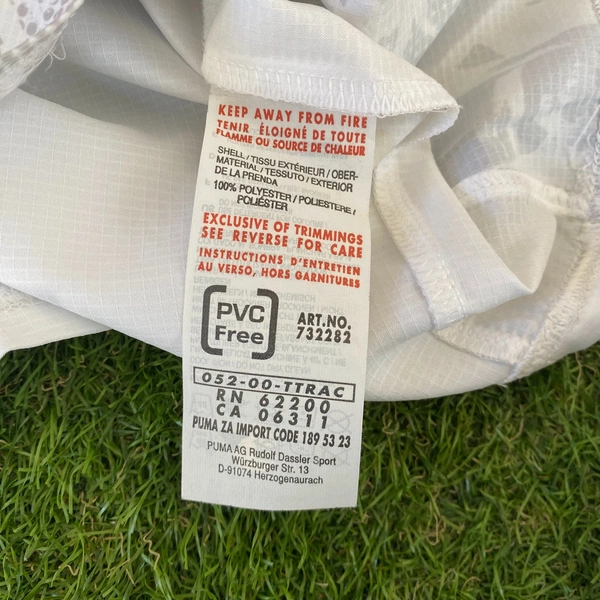 KEEP AWAY FROM FIRE
TENIR ÉLOIGNÉ DE TOUTE
FLAMME OU SOURCE DE CHALEUR
SHELL / TISSU EXTÉRIEUR / OBER-
MATERIAL / TESSUTO / EXTERIOR
DE LA PRENDA
100% POLYESTER / POLIESTERE /
POLIÉSTER
EXCLUSIVE OF TRIMMINGS
SEE REVERSE FOR CARE
INSTRUCTIONS D'ENTRETIEN
AU VERSO, HORS GARNITURES
PVC
Free
ART.NO.
732282
052-00-TTRAC
RN 62200
CA 06311
PUMA ZA IMPORT CODE 189 53 23
PUMA AG Rudolf Dassler Sport
Würzburger Str. 13
D-91074 Herzogenaurach